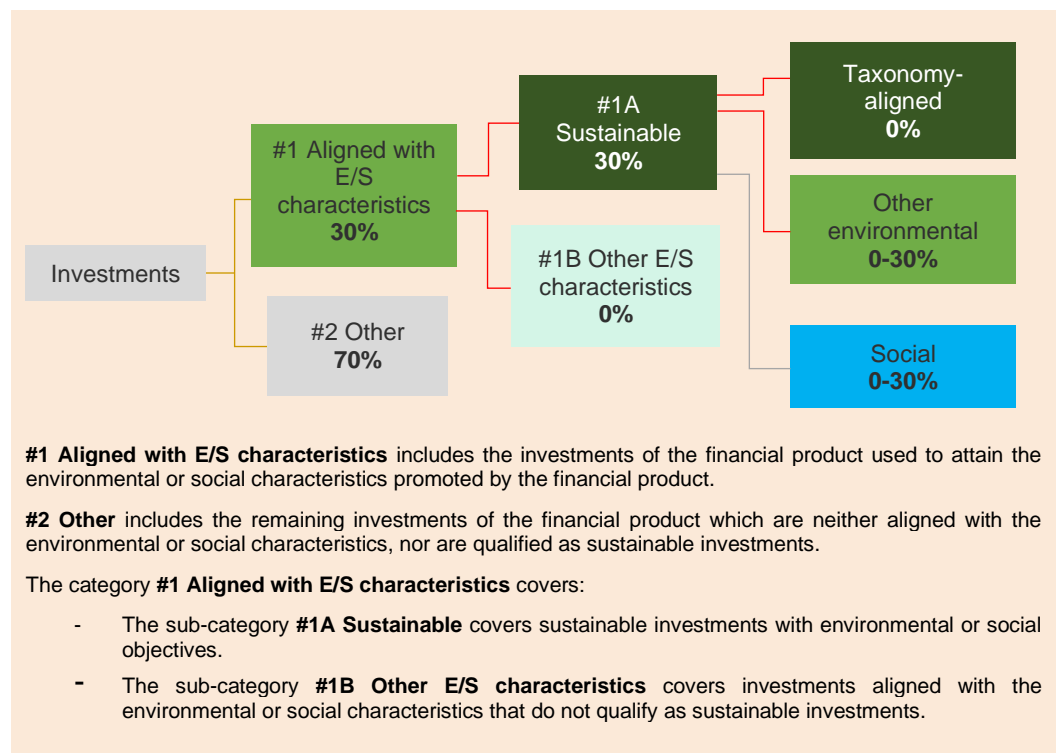 Taxonomy-
aligned
0%
#1A
Sustainable
30%
#1 Aligned with
E/S
characteristics
30%
Other
environmental
0-30%
#1B Other E/S
characteristics
0%
Investments
#2 Other
70%
Social
0-30%
#1 Aligned with E/S characteristics includes the investments of the financial product used to attain the
environmental or social characteristics promoted by the financial product.
#2 Other includes the remaining investments of the financial product which are neither aligned with the
environmental or social characteristics, nor are qualified as sustainable investments.
The category #1 Aligned with E/S characteristics covers:
- The sub-category #1A Sustainable covers sustainable investments with environmental or social
objectives.
- The sub-category #1B Other E/S characteristics covers investments aligned with the
environmental or social characteristics that do not qualify as sustainable investments.